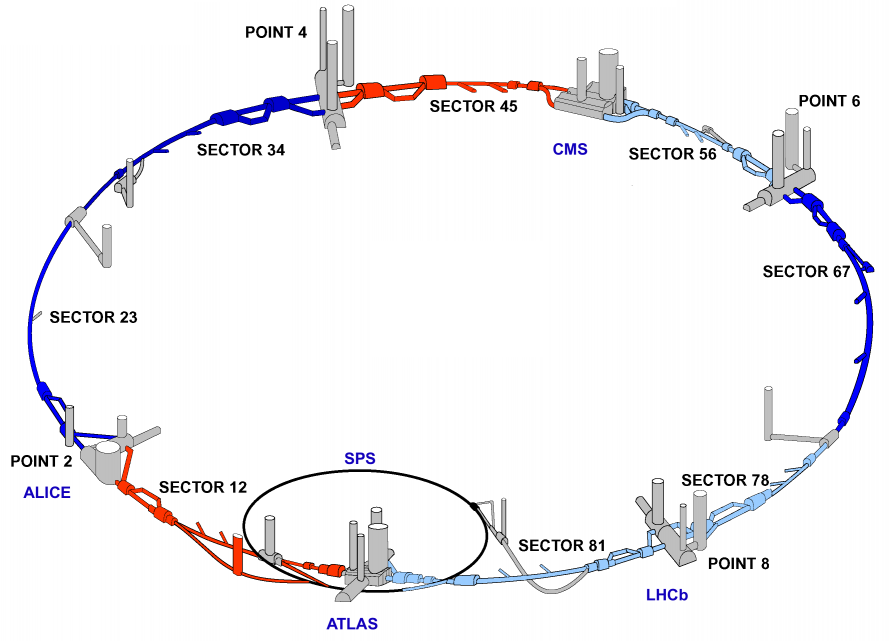 POINT 4
SECTOR 45
POINT 6
CMS
SECTOR 56
SECTOR 34
SECTOR 67
SECTOR 23
POINT 2
ALICE
SPS
SECTOR 12
SECTOR 78
SECTOR 81
POINT 8
LHCb
ATLAS